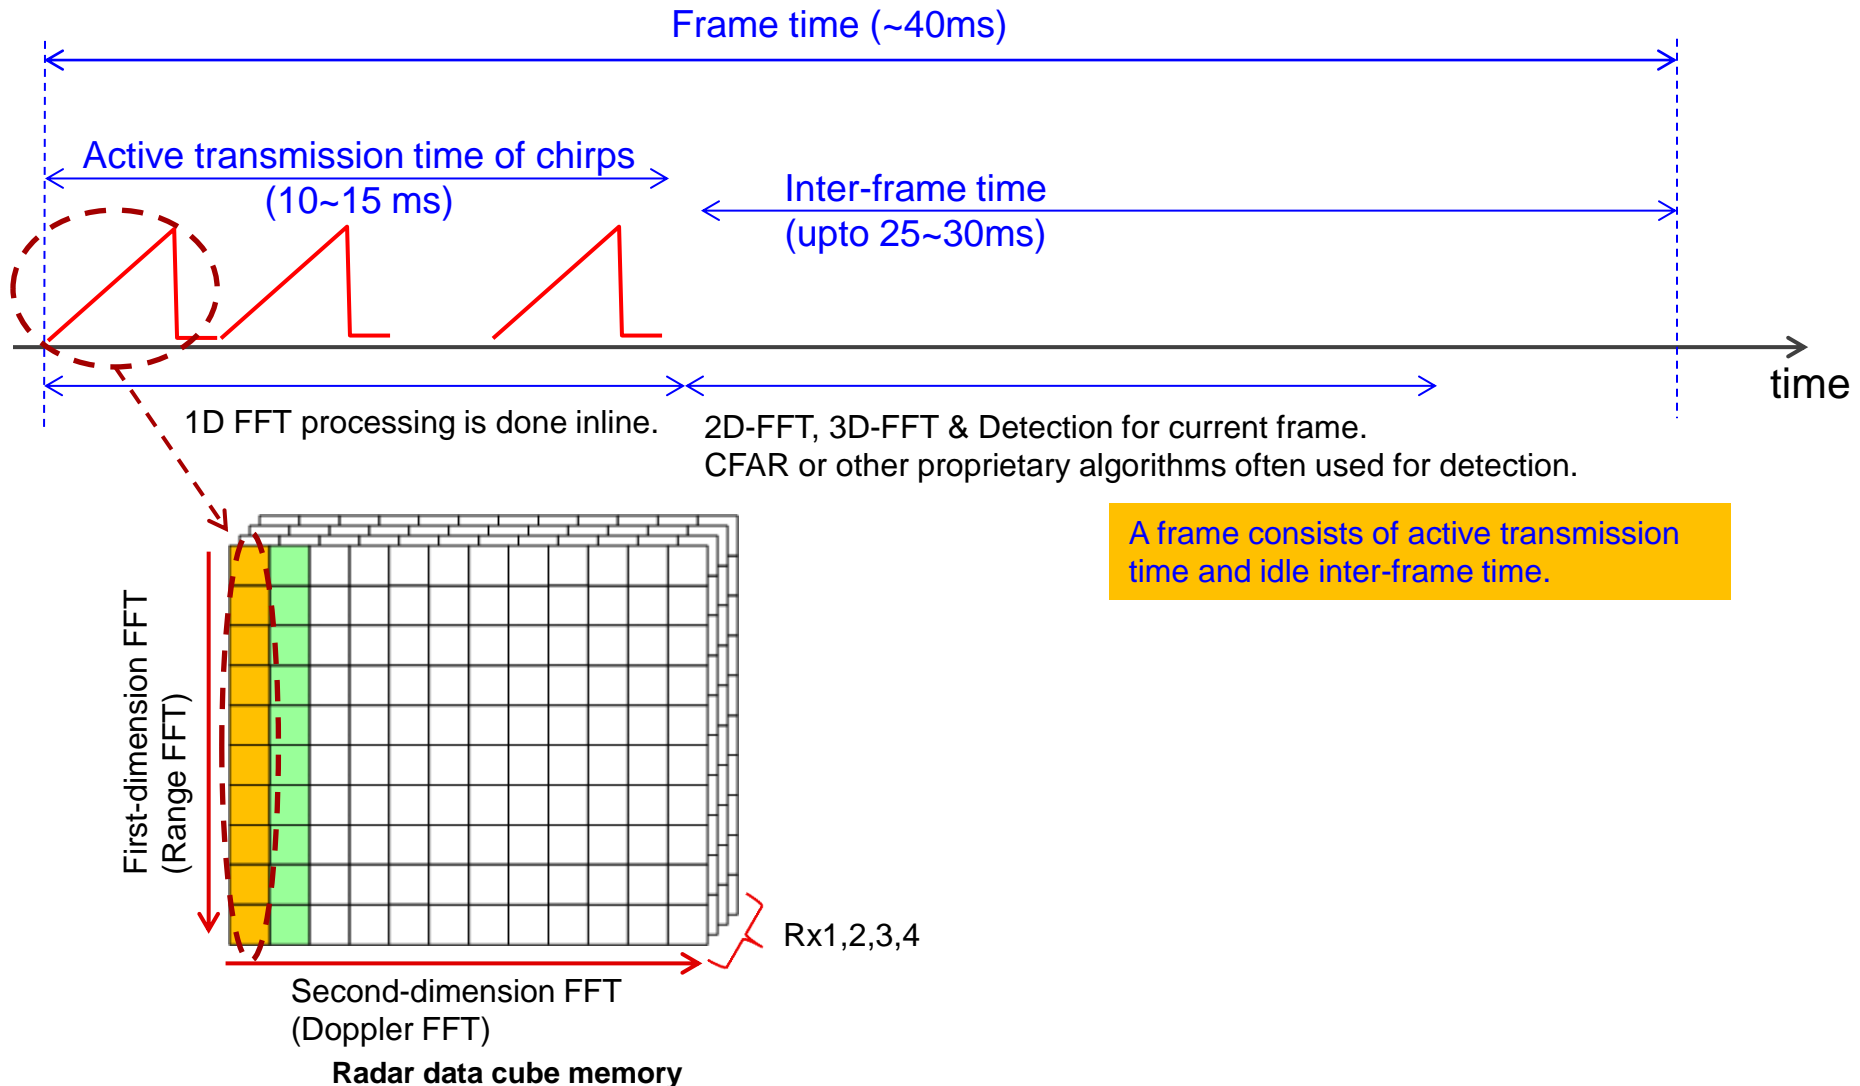 Frame time (~40ms)
Active transmission time of chirps
(10~15 ms)
Inter-frame time
(upto 25~30ms)
time
1D FFT processing is done inline.
2D-FFT, 3D-FFT & Detection for current frame.
CFAR or other proprietary algorithms often used for detection.
A frame consists of active transmission
time and idle inter-frame time.
First-dimension FFT
(Range FFT)
Rx1,2,3,4
Second-dimension FFT
(Doppler FFT)
Radar data cube memory